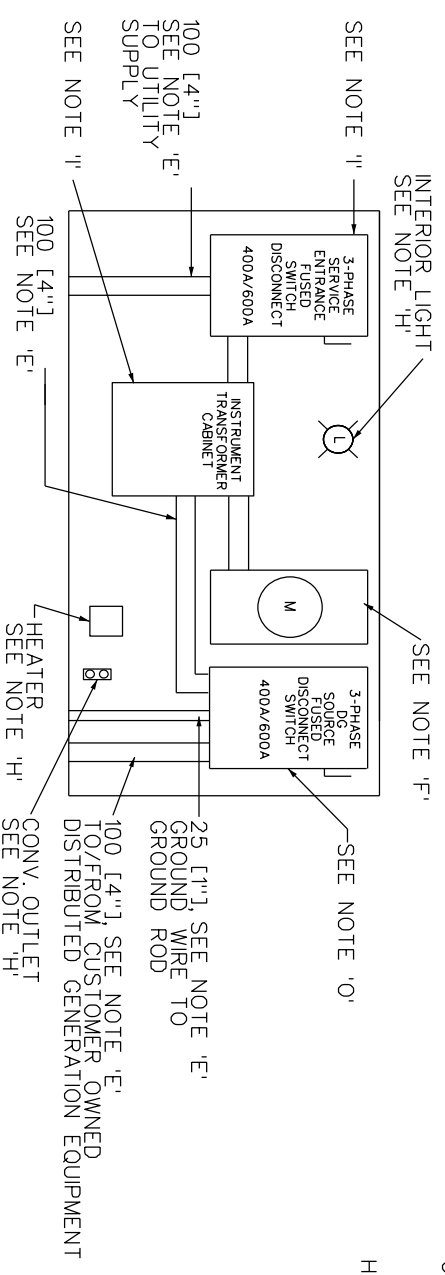 H
INTERIOR LIGHT
SEE NOTE 'H'
SEE NOTE 'F'
SEE NOTE 'I'
3-PHASE
SERVICE
ENTRANCE
FUSED
SWITCH
DISCONNECT
400A/600A
L
M
3-PHASE
DG
SOURCE
FUSED
DISCONNECT
SWITCH
400A/600A
SEE NOTE 'O'
INSTRUMENT
TRANSFORMER
CABINET
100 [4"]
SEE NOTE 'E'
TO UTILITY
SUPPLY
25 [1"], SEE NOTE 'E'
GROUND WIRE TO
GROUND ROD
SEE NOTE 'I'
100 [4"]
SEE NOTE 'E'
HEATER
SEE NOTE 'H'
CONV. OUTLET
SEE NOTE 'H'
100 [4"], SEE NOTE 'E'
TO/FROM CUSTOMER OWNED
DISTRIBUTED GENERATION EQUIPMENT